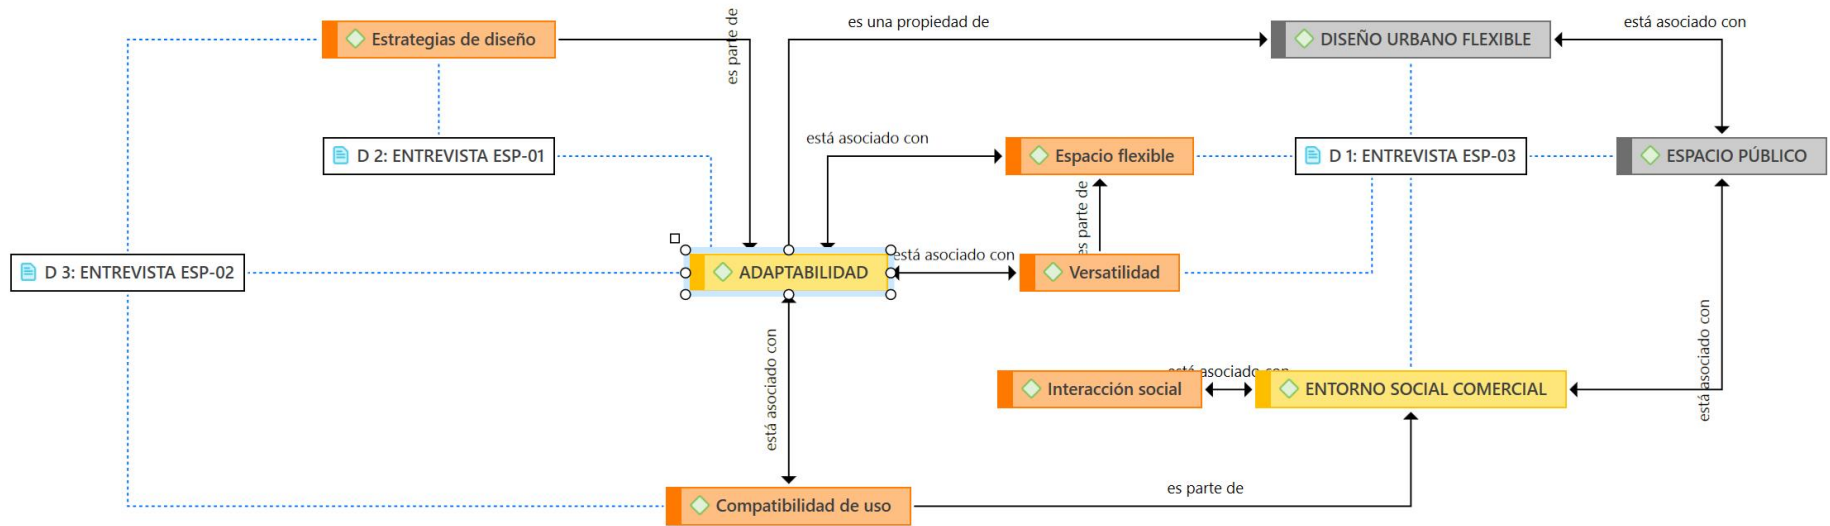 es parte de
es una propiedad de
está asociado con
Estrategias de diseño
DISEÑO URBANO FLEXIBLE
está asociado con
D 2: ENTREVISTA ESP-01
Espacio flexible
D 1: ENTREVISTA ESP-03
ESPACIO PÚBLICO
es parte de
está asociado con
D 3: ENTREVISTA ESP-02
ADAPTABILIDAD
Versatilidad
está asociado con
está asociado con
está asociado con
Interacción social
ENTORNO SOCIAL COMERCIAL
es parte de
Compatibilidad de uso